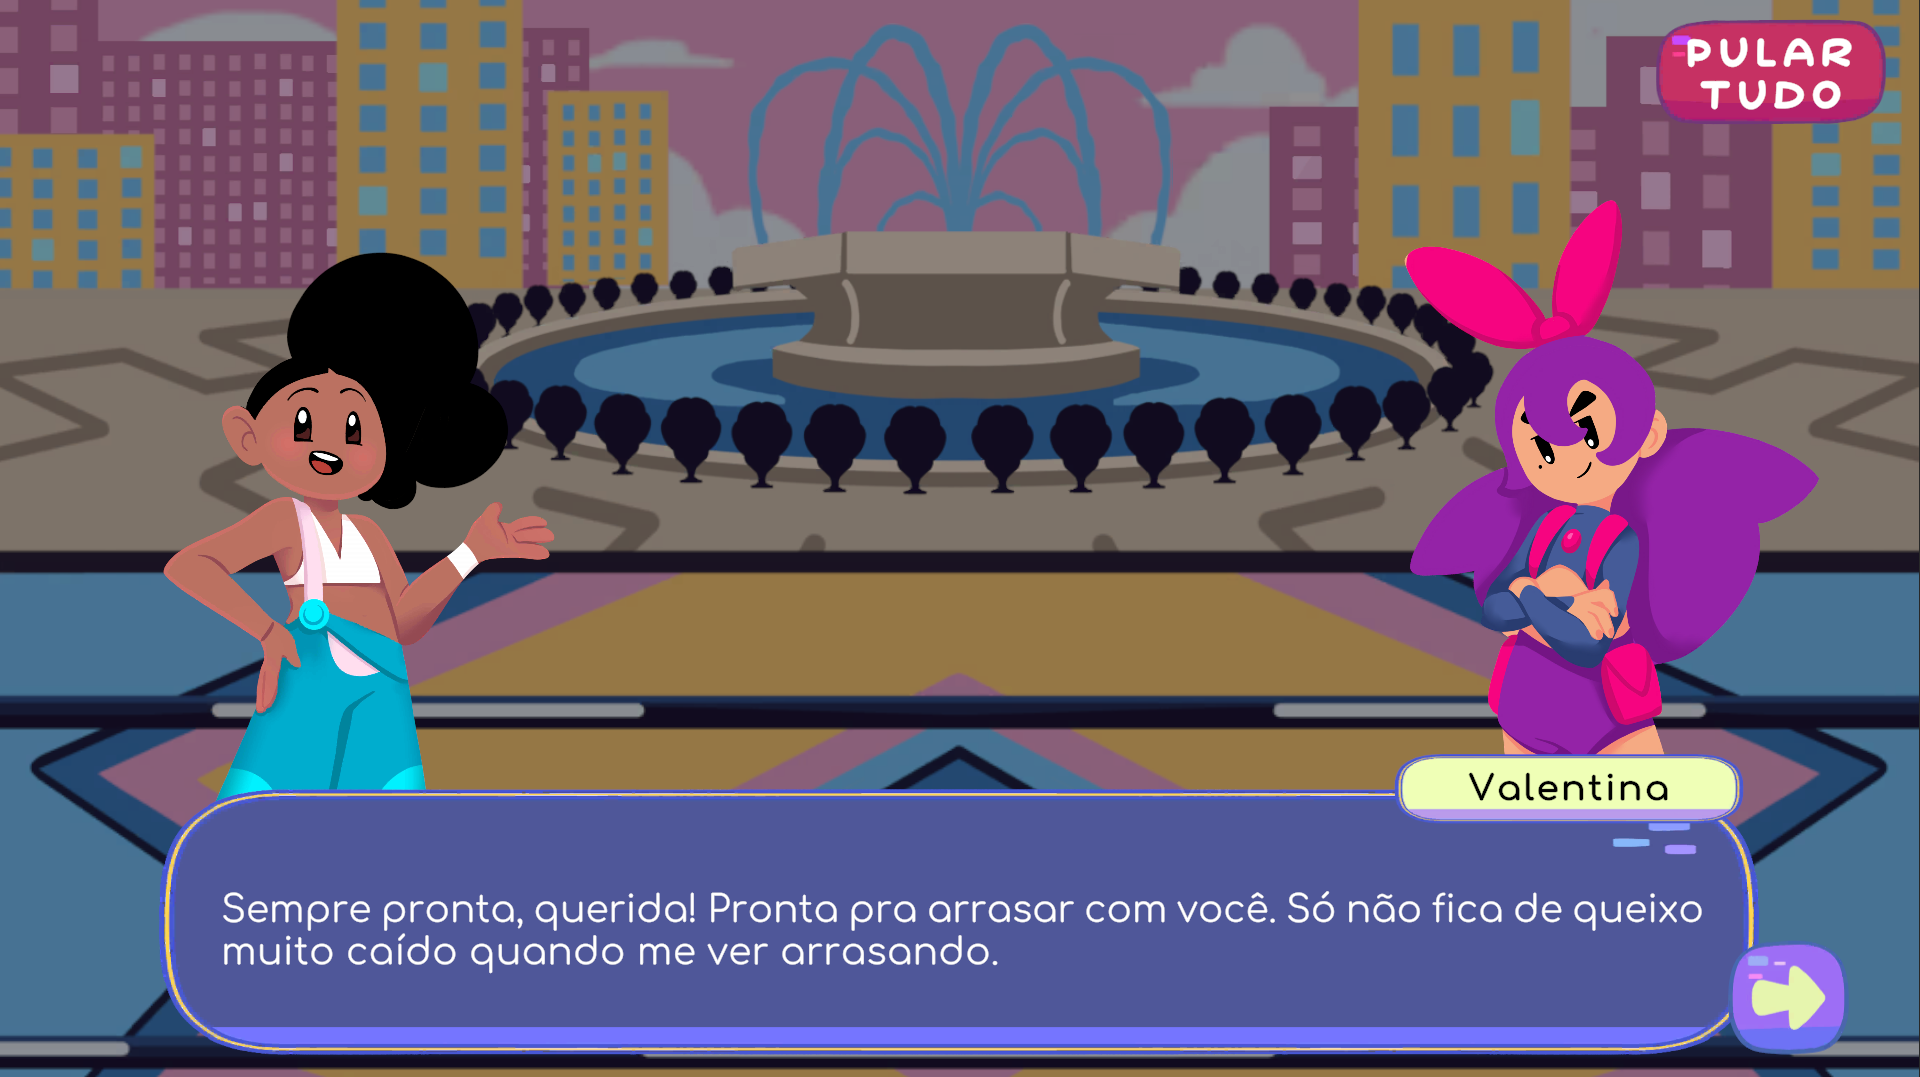 PULAR
TUDO
Valentina
Sempre pronta, querida! Pronta pra arrasar com você. Só não fica de queixo
muito caído quando me ver arrasando.